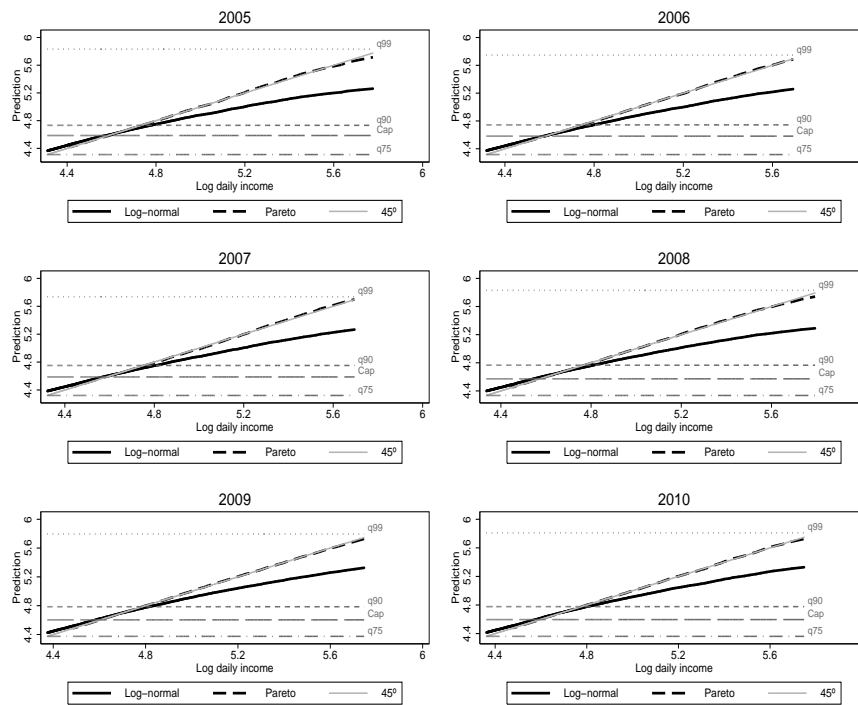 2005
Prediction
4.4 4.8 5.2 5.6 6
q99
q90
Cap
q75
4.4 4.8 5.2 5.6 6
Log daily income
Log−normal Pareto 45º
2006
Prediction
4.4 4.8 5.2 5.6 6
q99
q90
Cap
q75
4.4 4.8 5.2 5.6
Log daily income
Log−normal Pareto 45º
2007
Prediction
4.4 4.8 5.2 5.6 6
q99
q90
Cap
q75
4.4 4.8 5.2 5.6 6
Log daily income
Log−normal Pareto 45º
2008
Prediction
4.4 4.8 5.2 5.6 6
q99
q90
Cap
q75
4.4 4.8 5.2 5.6
Log daily income
Log−normal Pareto 45º
2009
Prediction
4.4 4.8 5.2 5.6 6
q99
q90
Cap
q75
4.4 4.8 5.2 5.6 6
Log daily income
Log−normal Pareto 45º
2010
Prediction
4.4 4.8 5.2 5.6 6
q99
q90
Cap
q75
4.4 4.8 5.2 5.6
Log daily income
Log−normal Pareto 45º